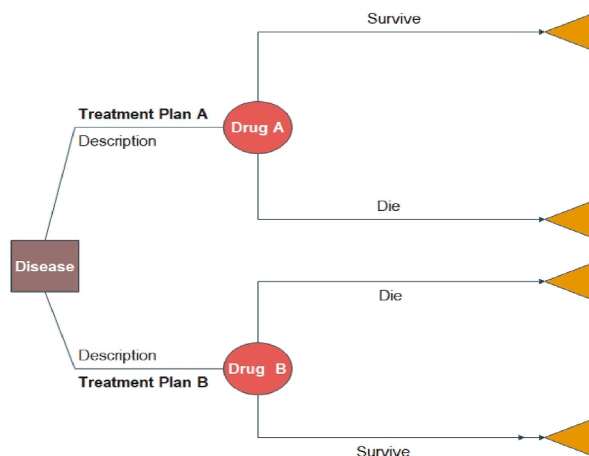 Survive
Treatment Plan A
Drug A
Description
Die
Disease
Die
Description
Drug B
Treatment Plan B
Survive